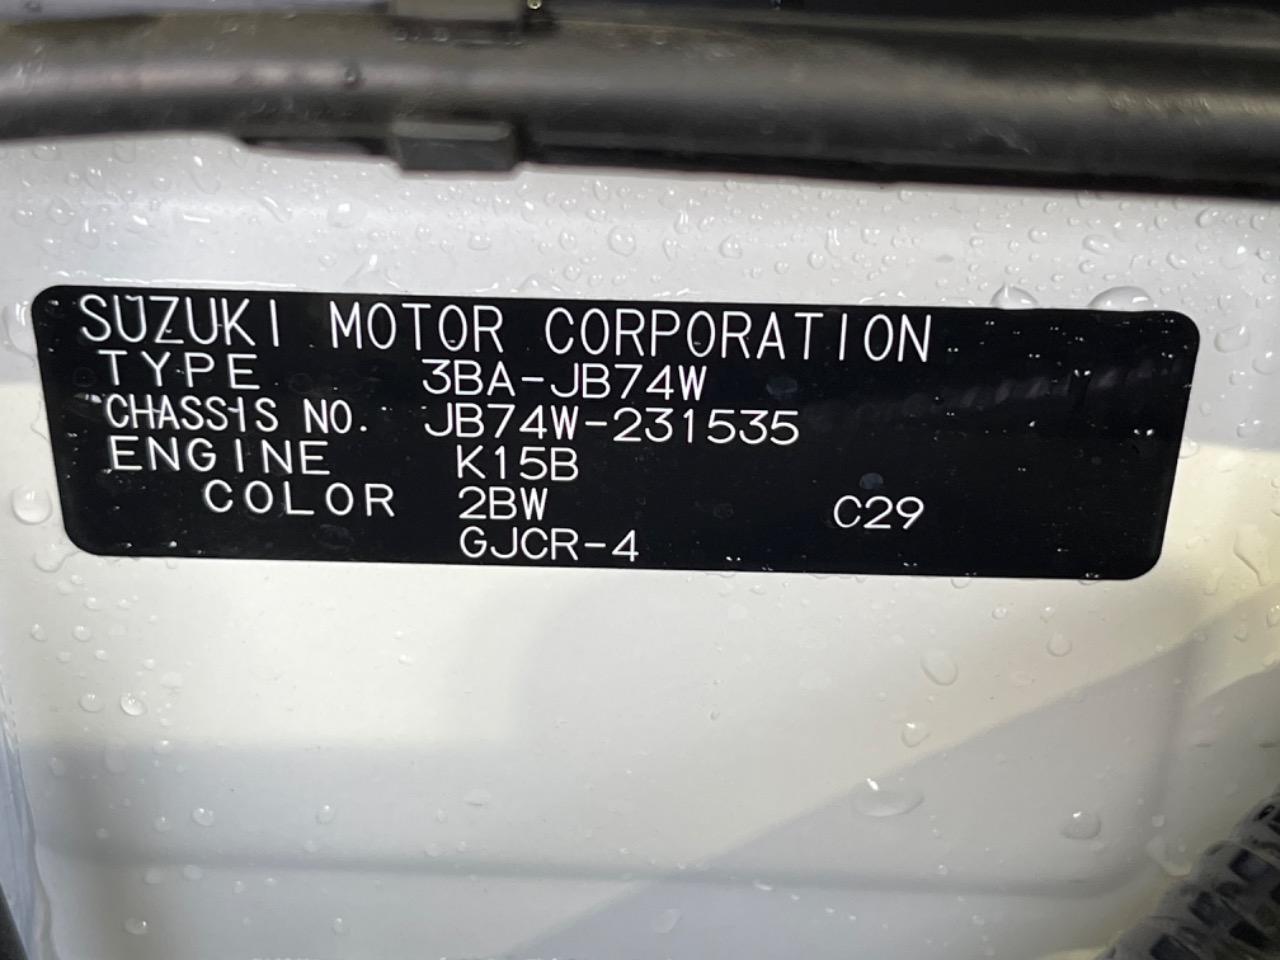 SUZUKI MOTOR CORPORATION
TYPE 3BA-JB74W
CHASSIS NO. JB74W-231535
ENGINE K15B
COLOR 2BW C29
GJCR-4